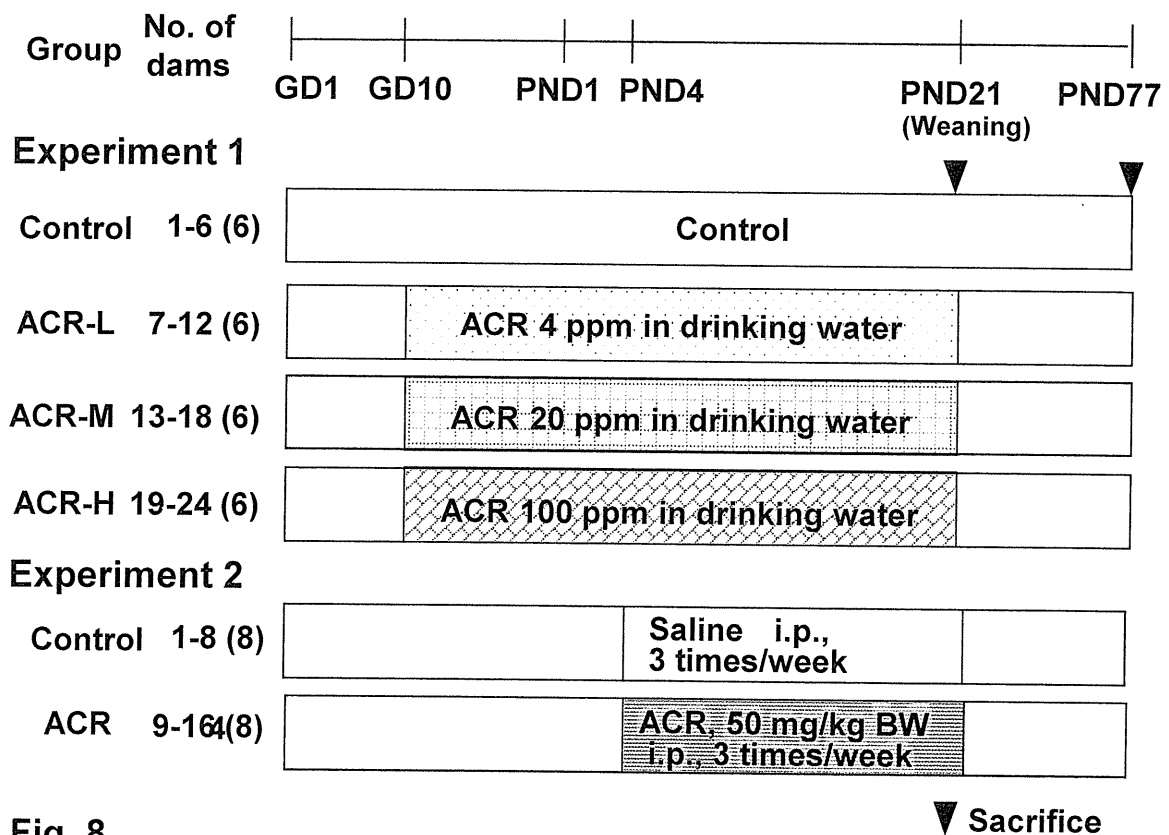 Group No. of dams
GD1 GD10 PND1 PND4 PND21 (Weaning) PND77
Experiment 1
Control 1-6 (6) Control
ACR-L 7-12 (6) ACR 4 ppm in drinking water
ACR-M 13-18 (6) ACR 20 ppm in drinking water
ACR-H 19-24 (6) ACR 100 ppm in drinking water
Experiment 2
Control 1-8 (8) Saline i.p., 3 times/week
ACR 9-164(8) ACR, 50 mg/kg BW i.p., 3 times/week
▼ Sacrifice
Fig. 8